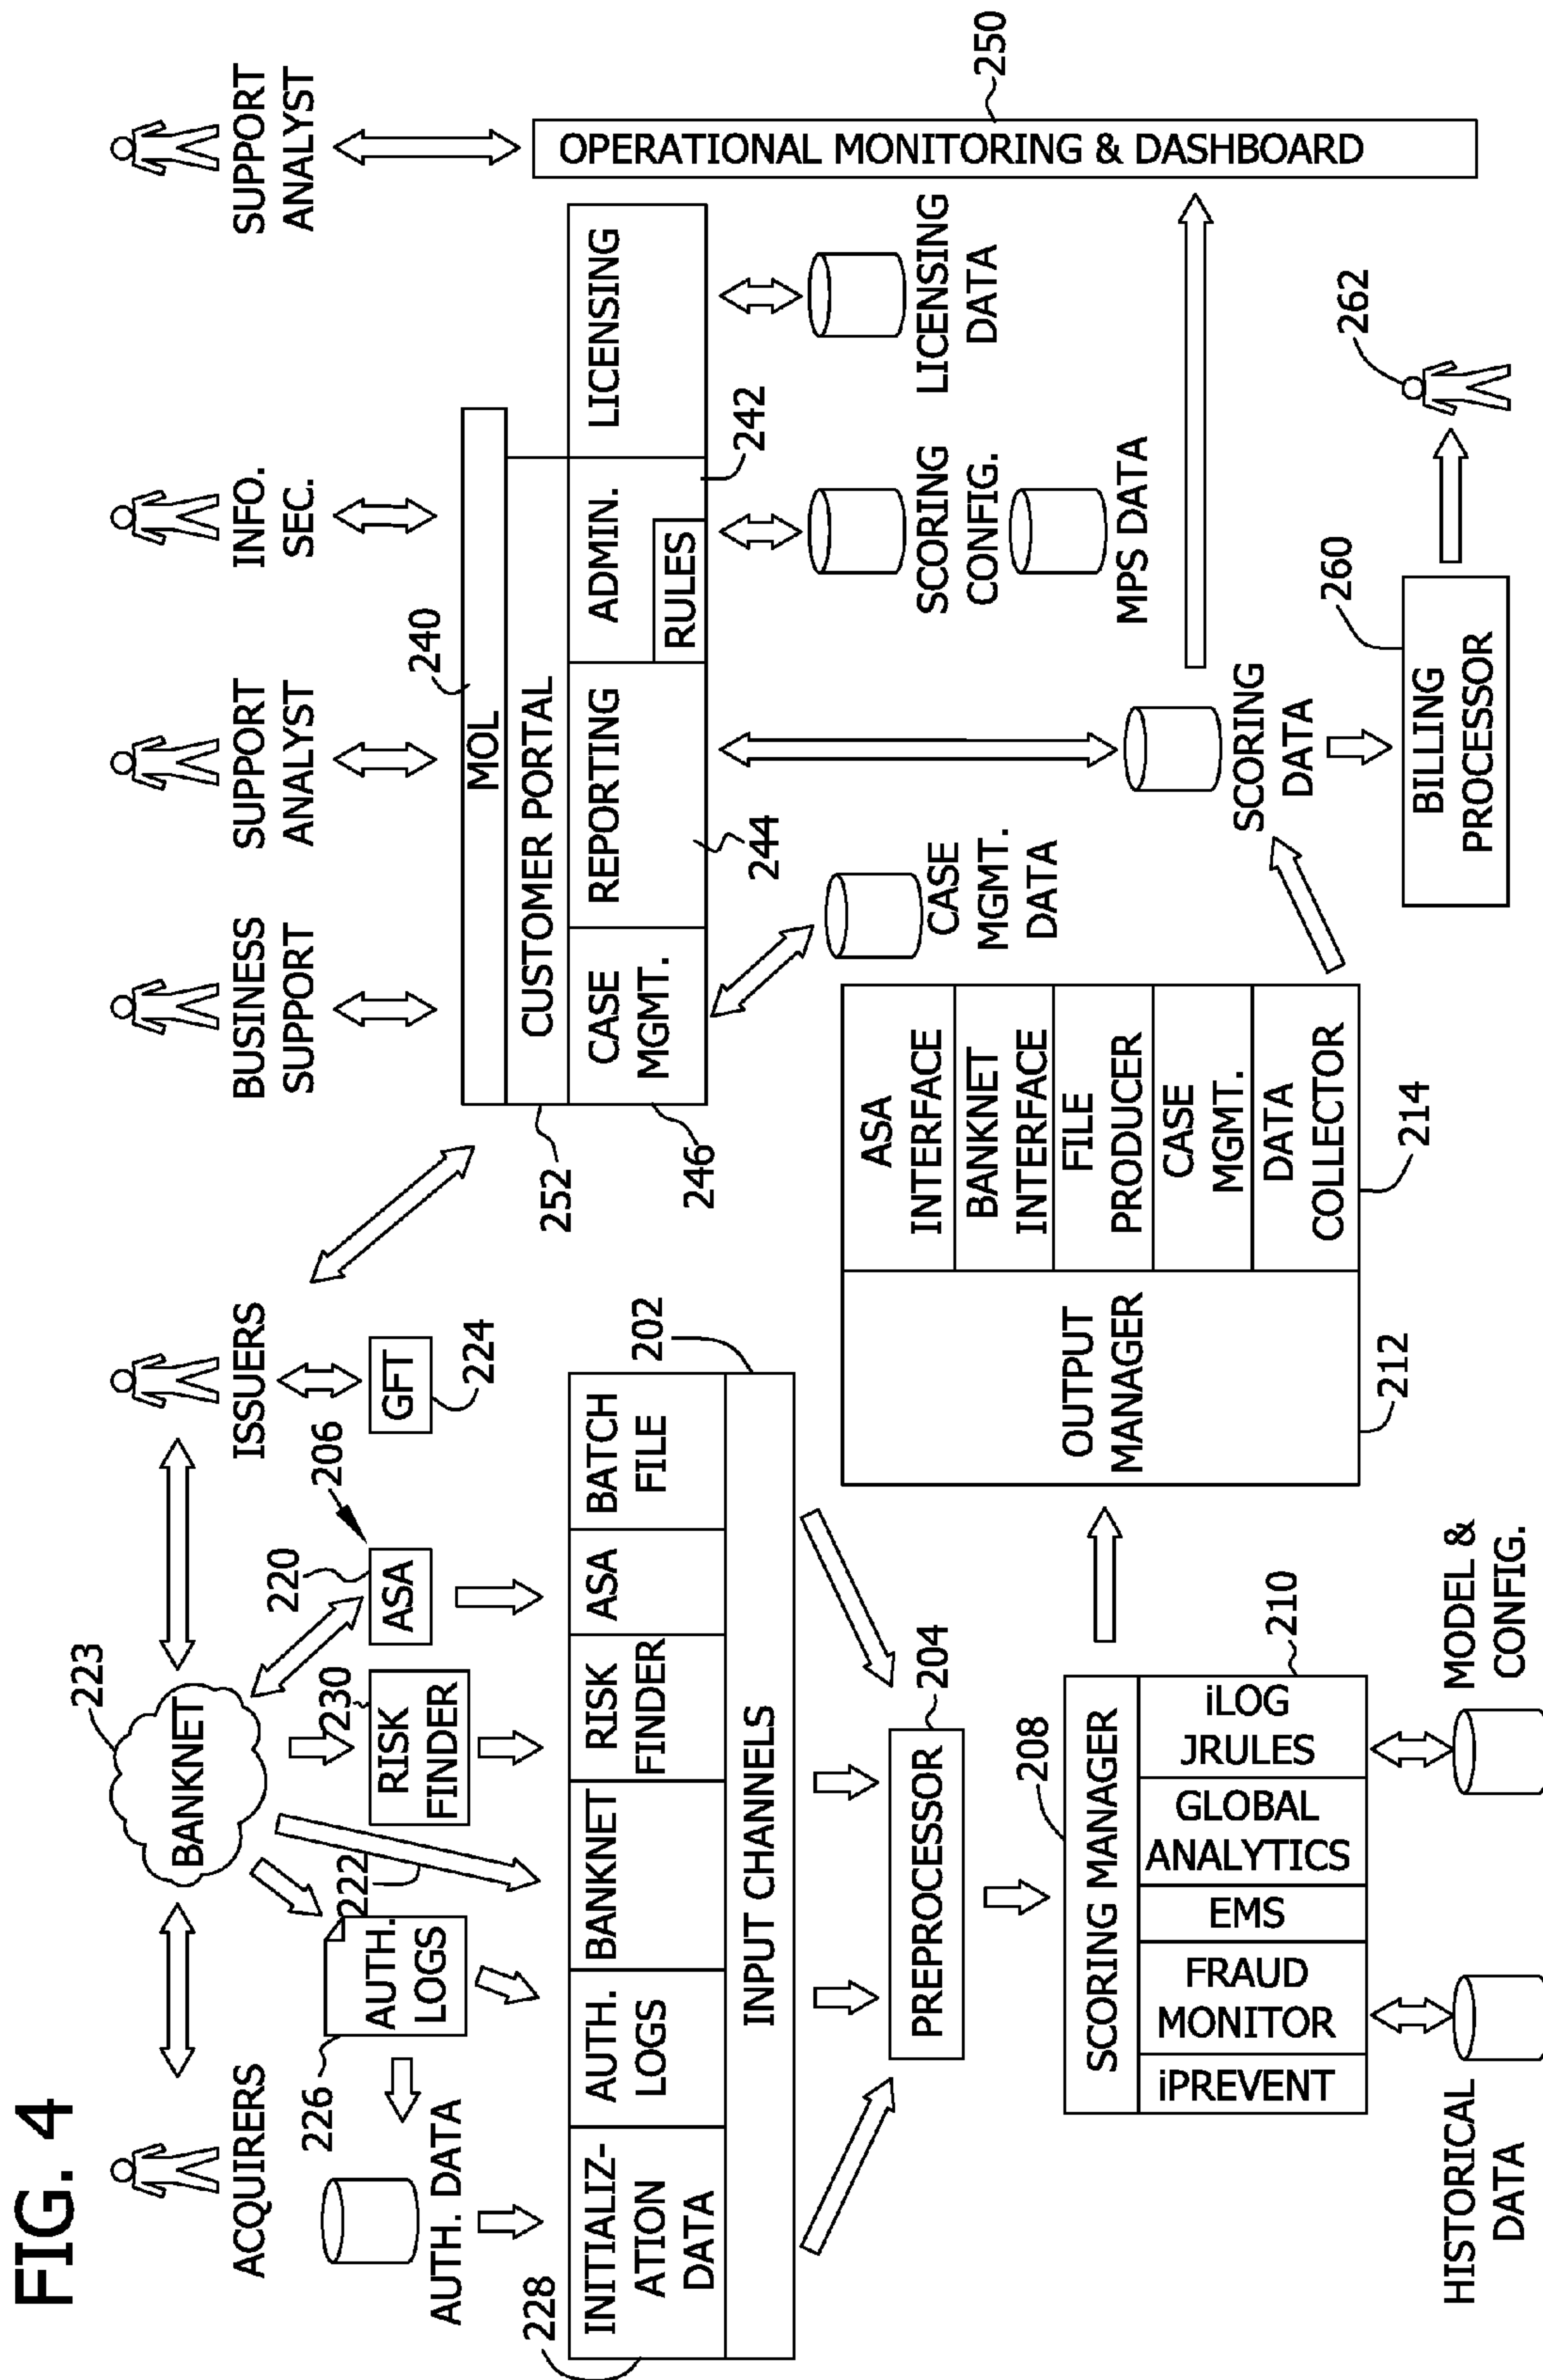 FIG. 4
ACQUIRERS
223
BANKNET
ISSUERS
BUSINESS
SUPPORT
SUPPORT
ANALYST
INFO.
SEC.
SUPPORT
ANALYST
226
AUTH.
LOGS
222
230
RISK
FINDER
220
ASA
206
GFT
224
AUTH. DATA
228
INITIALIZ-
ATION
DATA
AUTH.
LOGS
BANKNET
RISK
FINDER
ASA
BATCH
FILE
202
INPUT CHANNELS
240
MOL
CUSTOMER PORTAL
252
CASE
MGMT.
246
REPORTING
244
ADMIN.
RULES
242
LICENSING
OPERATIONAL MONITORING & DASHBOARD
250
CASE
MGMT.
DATA
SCORING
CONFIG.
MPS DATA
LICENSING
DATA
PREPROCESSOR
204
208
SCORING MANAGER
iPREVENT
FRAUD
MONITOR
EMS
GLOBAL
ANALYTICS
iLOG
JRULES
210
HISTORICAL
DATA
MODEL &
CONFIG.
OUTPUT
MANAGER
212
ASA
INTERFACE
BANKNET
INTERFACE
FILE
PRODUCER
CASE
MGMT.
DATA
COLLECTOR
214
SCORING
DATA
260
BILLING
PROCESSOR
262